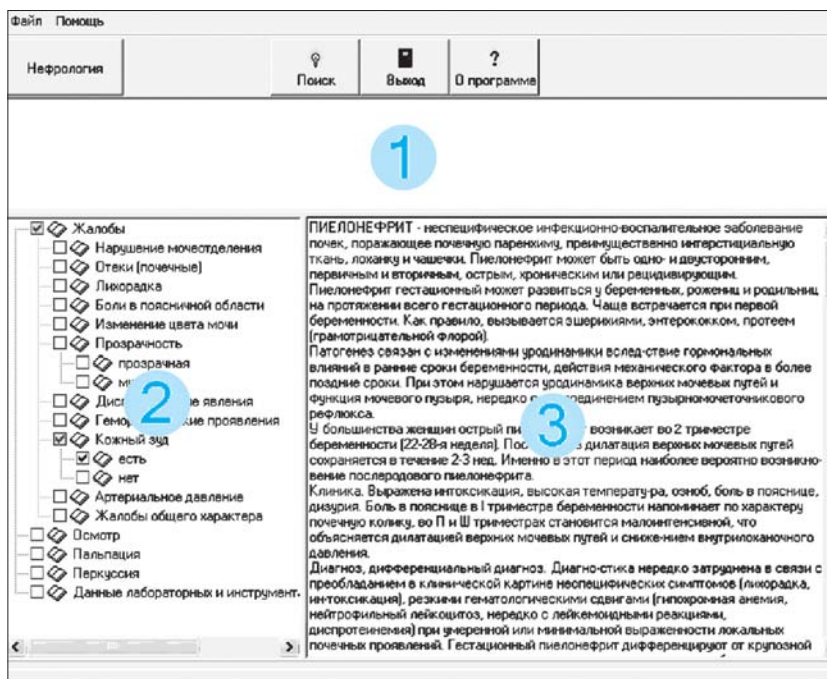 Файл Помощь
Нефрология
Поиск
Выход
? О программе
1
Жалобы
Нарушение мочеотделения
Отеки (почечные)
Лихорадка
Боли в поясничной области
Изменение цвета мочи
Прозрачность
прозрачная
явления
проявления
Кожный зуд
есть
нет
Артериальное давление
Жалобы общего характера
Осмотр
Пальпация
Перкуссия
Данные лабораторных и инструмент.
2
ПИЕЛОНЕФРИТ - неспецифическое инфекционно-воспалительное заболевание
почек, поражающее почечную паренхиму, преимущественно интерстициальную
ткань, лоханку и чашечки. Пиелонефрит может быть одно- и двусторонним,
первичным и вторичным, острым, хроническим или рецидивирующим.
Пиелонефрит гестационный может развиться у беременных, рожениц и родильниц
на протяжении всего гестационного периода. Чаще встречается при первой
беременности. Как правило, вызывается эшерихиями, энтерококком, протеем
(грамотрицательной флорой).
Патогенез связан с изменениями уродинамики вслед-ствие гормональных
влияний в ранние сроки беременности, действия механического фактора в более
поздние сроки. При этом нарушается уродинамика верхних мочевых путей и
функция мочевого пузыря, нередко с пузырномочеточникового
рефлюкса.
У большинства женщин острый возникает во 2 триместре
беременности (22-28-я неделя). дилатация верхних мочевых путей
сохраняется в течение 2-3 нед. Именно в этот период наиболее вероятно возникно-
вение послеродового пиелонефрита.
Клиника. Выражена интоксикация, высокая температу-ра, озноб, боль в пояснице,
дизурия. Боль в пояснице в I триместре беременности напоминает по характеру
почечную колику, во П и Ш триместрах становится малоинтенсивной, что
объясняется дилатацией верхних мочевых путей и сниже-нием внутрилоханочного
давления.
Диагноз, дифференциальный диагноз. Диагно-стика нередко затруднена в связи с
преобладанием в клини-ческой картине неспецифических симптомов (лихорадка,
ин-токсикация), резкими гематологическими сдвигами (гипохромная анемия,
нейтрофильный лейкоцитоз, нередко с лейкемоидными реакциями,
диспротеинемия) при умеренной или минимальной выраженности локальных
почечных проявлений. Гестационный пиелонефрит дифференцируют от крупозной
3